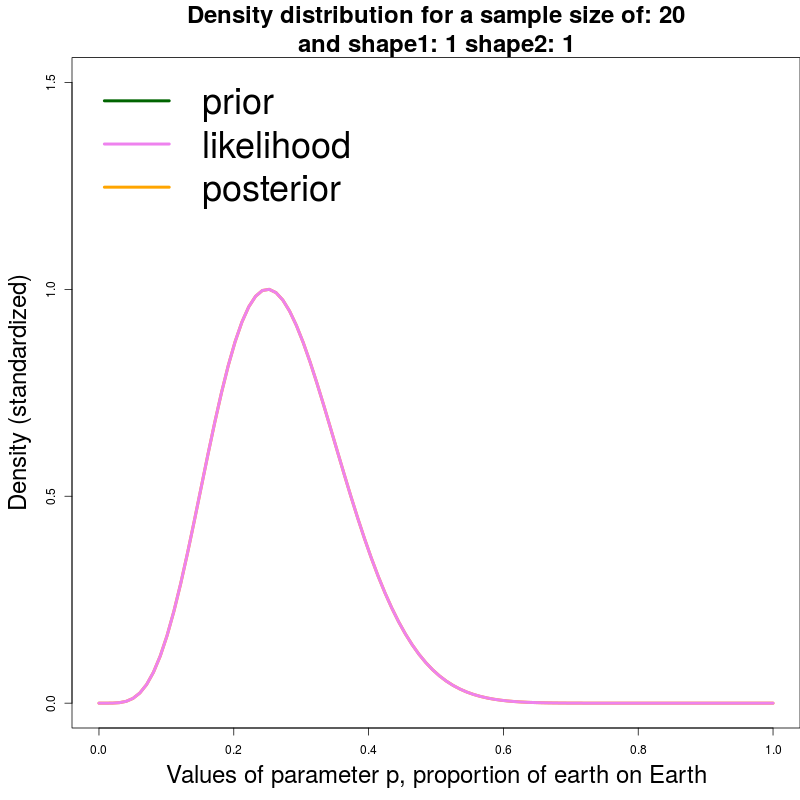 Density distribution for a sample size of: 20
and shape1: 1 shape2: 1
prior
likelihood
posterior
Density (standardized)
1.5
1.0
0.5
0.0
0.0 0.2 0.4 0.6 0.8 1.0
Values of parameter p, proportion of earth on Earth